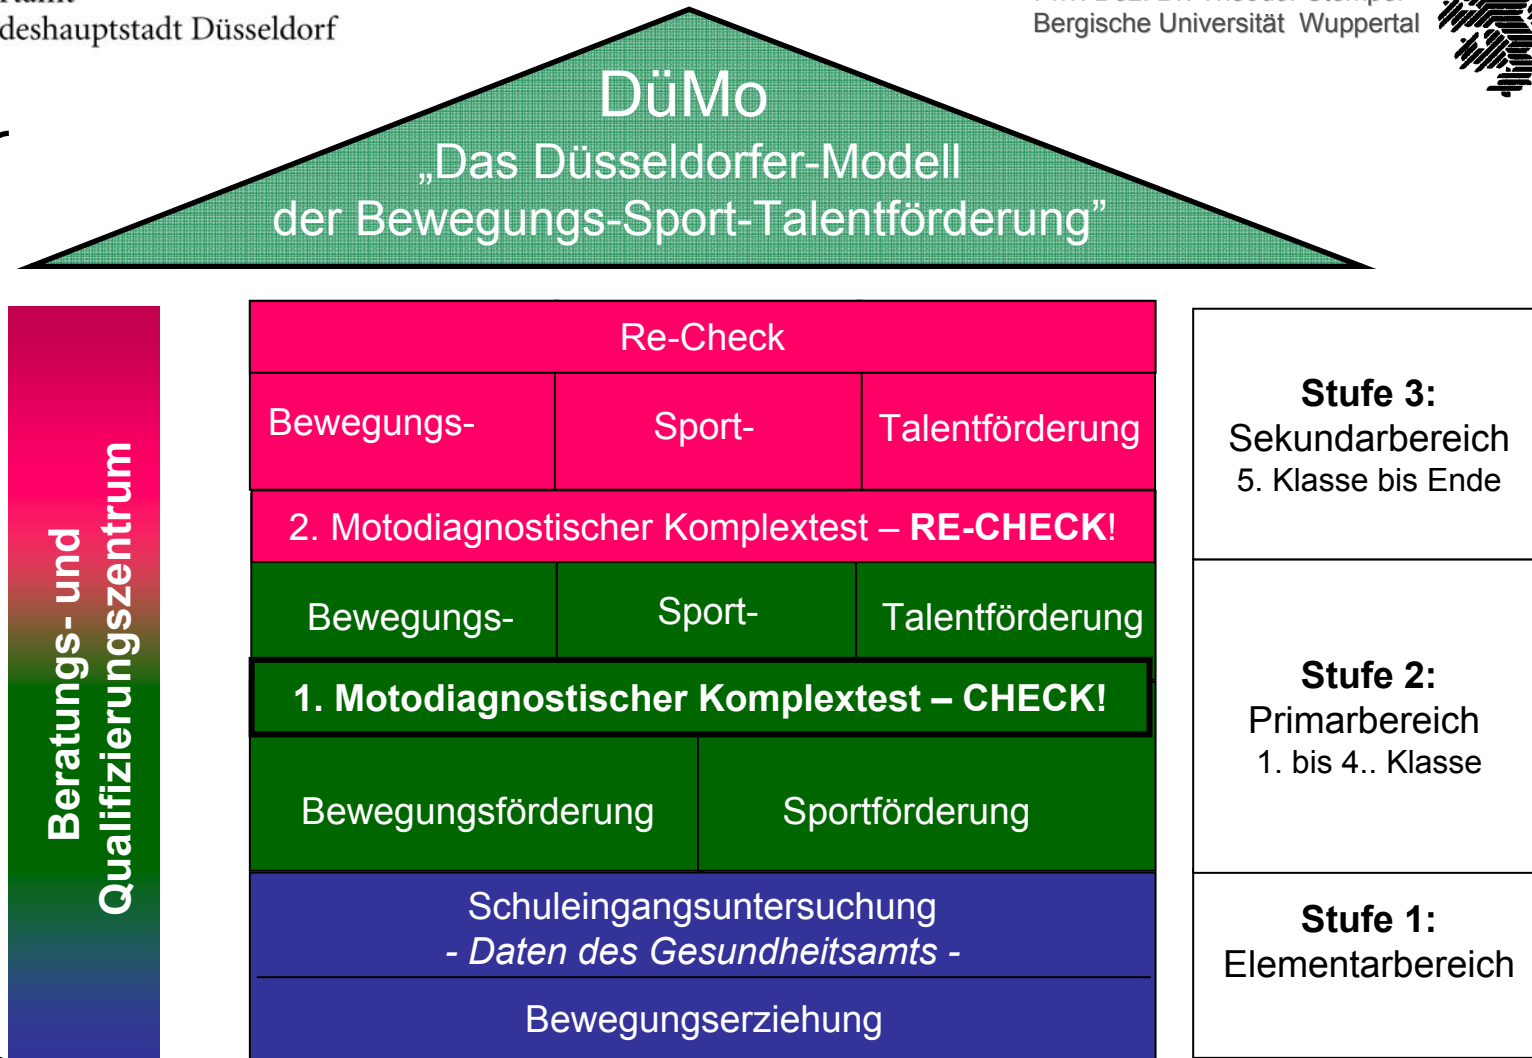 deshauptstadt Düsseldorf
Bergische Universität Wuppertal
DüMo
„Das Düsseldorfer-Modell
der Bewegungs-Sport-Talentförderung”
Beratungs- und
Qualifizierungszentrum
Re-Check
Bewegungs-
Sport-
Talentförderung
2. Motodiagnostischer Komplextest – RE-CHECK!
Bewegungs-
Sport-
Talentförderung
1. Motodiagnostischer Komplextest – CHECK!
Bewegungsförderung
Sportförderung
Schuleingangsuntersuchung
- Daten des Gesundheitsamts -
Bewegungserziehung
Stufe 3:
Sekundarbereich
5. Klasse bis Ende
Stufe 2:
Primarbereich
1. bis 4.. Klasse
Stufe 1:
Elementarbereich